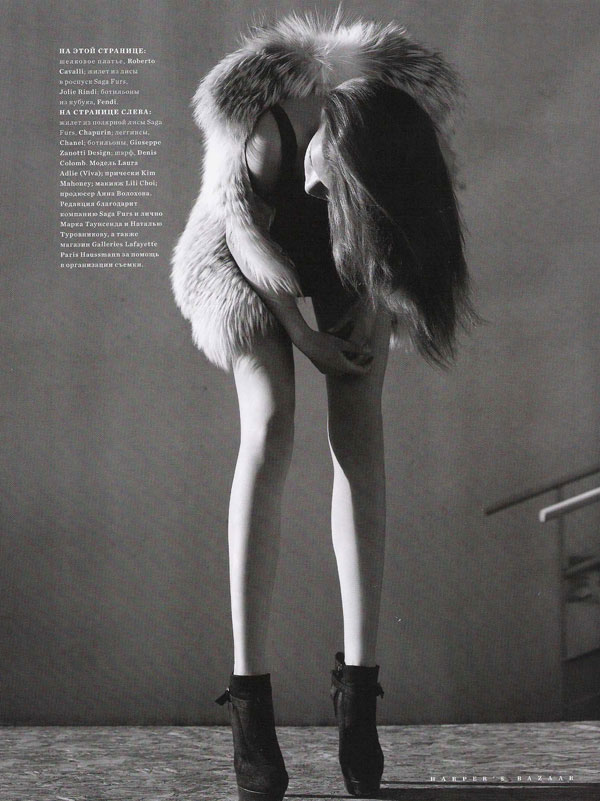 НА ЭТОЙ СТРАНИЦЕ:
шелковое платье, Roberto
Cavalli; жилет из лисы
в роспуск Saga Furs,
Jolie Rindi; ботильоны
из нубука, Fendi.
НА СТРАНИЦЕ СЛЕВА:
жилет из полярной лисы Saga
Furs, Chapurin; леггинсы,
Chanel; ботильоны, Giuseppe
Zanotti Design; шарф, Denis
Colomb. Модель Laura
Adlie (Viva); прически Kim
Mahoney; макияж Lili Choi;
продюсер Анна Волохова.
Редакция благодарит
компанию Saga Furs и лично
Марка Таунсенда и Наталью
Туровникову, а также
магазин Galleries Lafayette
Paris Haussmann за помощь
в организации съемки.
HARPER'S BAZAAR